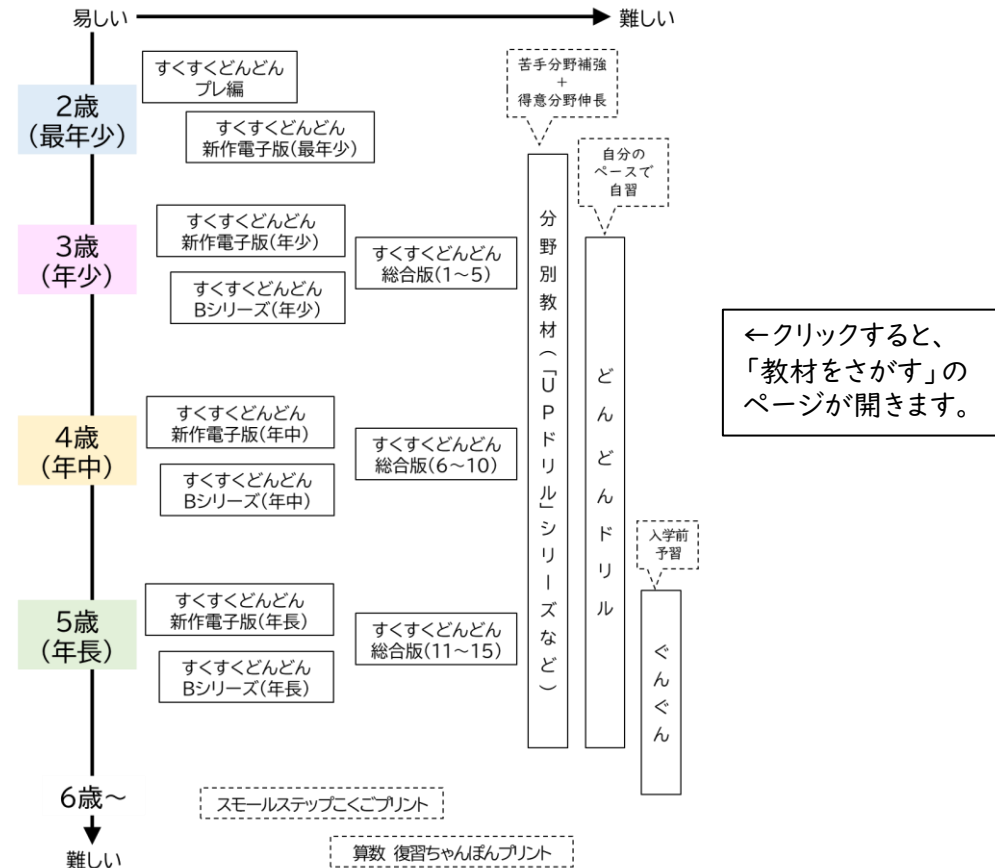 易しい
難しい
すくすくどんどん
プレ編
苦手分野補強
+
得意分野伸長
2歳
(最年少)
すくすくどんどん
新作電子版(最年少)
自分の
ペースで
自習
3歳
(年少)
すくすくどんどん
新作電子版(年少)
すくすくどんどん
総合版(1～5)
すくすくどんどん
Bシリーズ(年少)
分野別教材(「UPドリル」シリーズなど)
どんどんドリル
←クリックすると、
「教材をさがす」の
ページが開きます。
4歳
(年中)
すくすくどんどん
新作電子版(年中)
すくすくどんどん
総合版(6～10)
すくすくどんどん
Bシリーズ(年中)
入学前
予習
ぐんぐん
5歳
(年長)
すくすくどんどん
新作電子版(年長)
すくすくどんどん
総合版(11～15)
すくすくどんどん
Bシリーズ(年長)
6歳～
スモールステップこくごプリント
難しい
算数 復習ちゃんぽんプリント